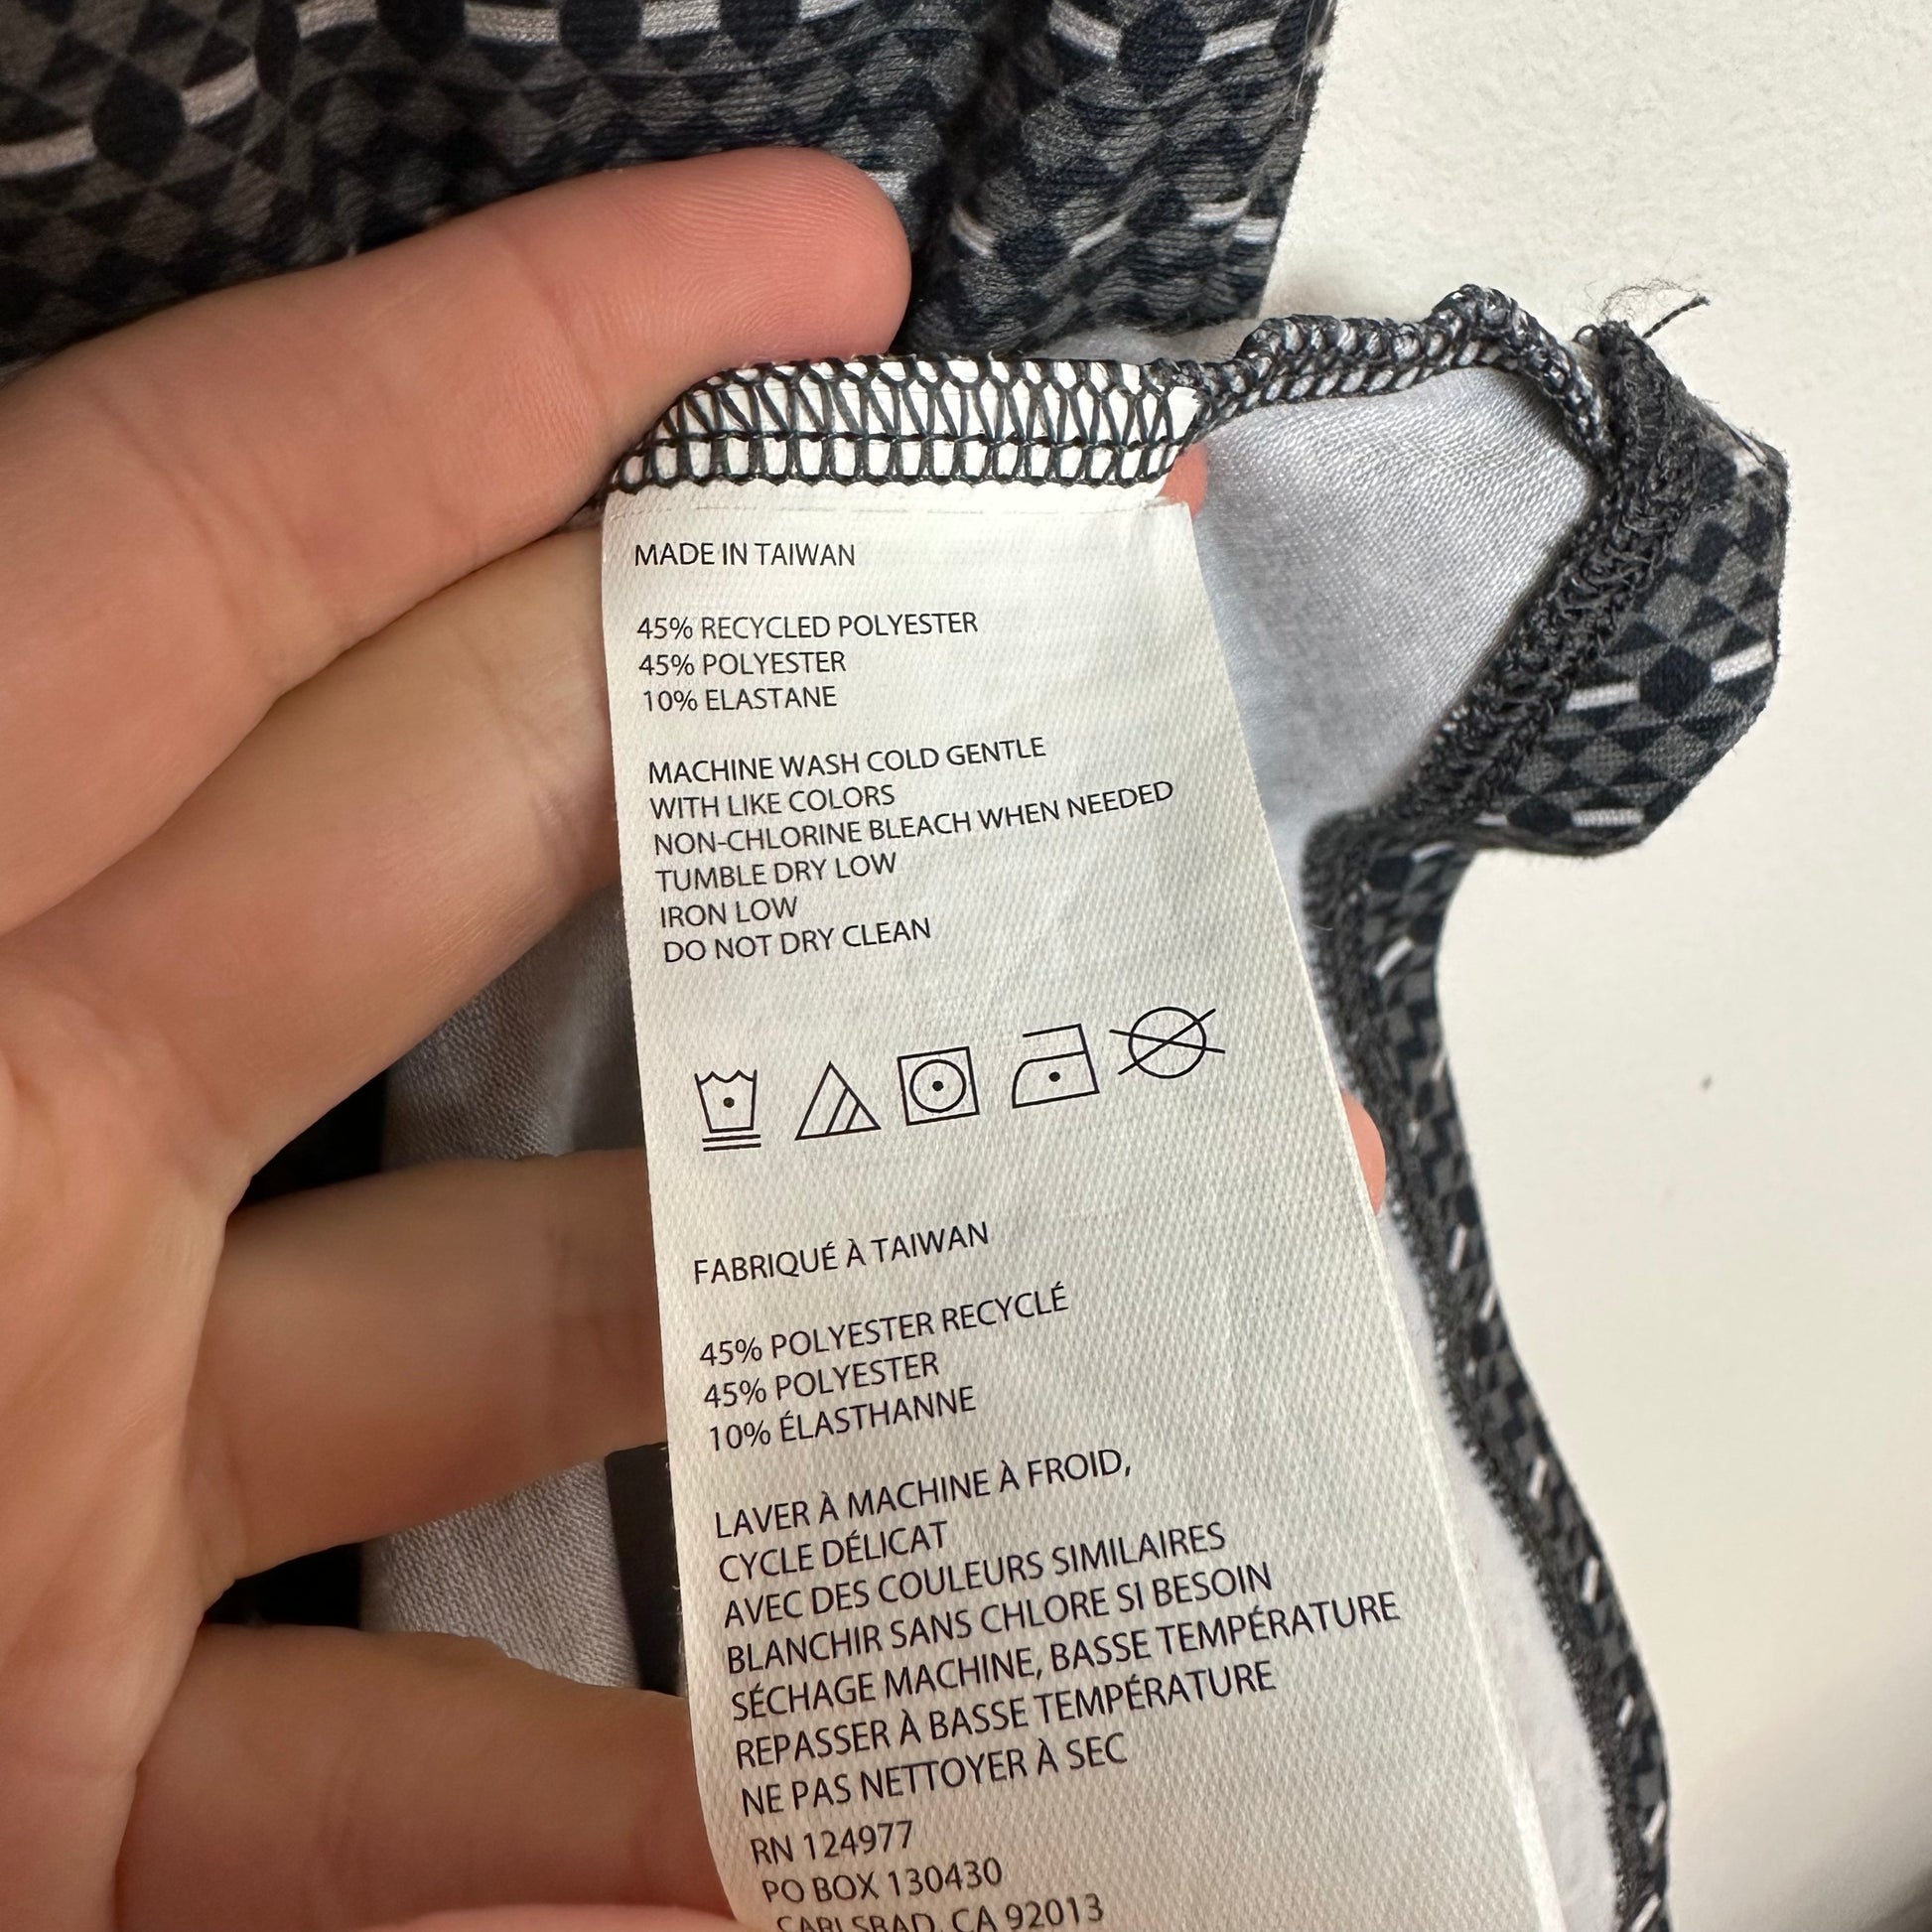 MADE IN TAIWAN
45% RECYCLED POLYESTER
45% POLYESTER
10% ELASTANE
MACHINE WASH COLD GENTLE
WITH LIKE COLORS
NON-CHLORINE BLEACH WHEN NEEDED
TUMBLE DRY LOW
IRON LOW
DO NOT DRY CLEAN
FABRIQUÉ À TAIWAN
45% POLYESTER RECYCLÉ
45% POLYESTER
10% ÉLASTHANNE
LAVER À MACHINE À FROID,
CYCLE DÉLICAT
AVEC DES COULEURS SIMILAIRES
BLANCHIR SANS CHLORE SI BESOIN
SÉCHAGE MACHINE, BASSE TEMPÉRATURE
REPASSER À BASSE TEMPÉRATURE
NE PAS NETTOYER À SEC
RN 124977
PO BOX 130430
CARLSBAD, CA 92013